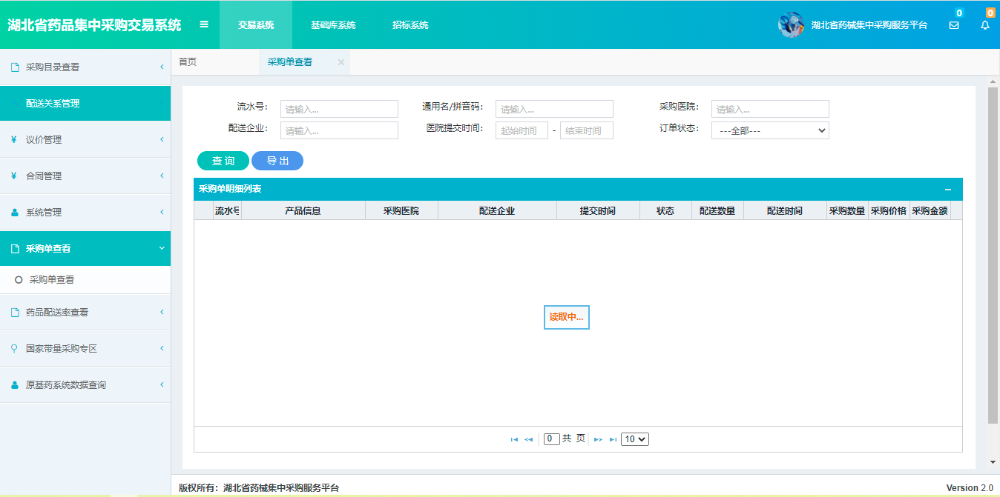 湖北省药品集中采购交易系统
交易系统
基础库系统
招标系统
湖北省药械集中采购服务平台
0
0
采购目录查看
配送关系管理
议价管理
合同管理
系统管理
采购单查看
采购单查看
药品配送率查看
国家带量采购专区
原基药系统数据查询
首页
采购单查看
流水号： 请输入... 通用名/拼音码： 请输入... 采购医院： 请输入...
配送企业： 请输入... 医院提交时间： 起始时间 - 结束时间 订单状态： ---全部---
查 询 导 出
采购单明细列表
流水号 产品信息 采购医院 配送企业 提交时间 状态 配送数量 配送时间 采购数量 采购价格 采购金额
读取中...
0 共 页 10
版权所有：湖北省药械集中采购服务平台 Version 2.0